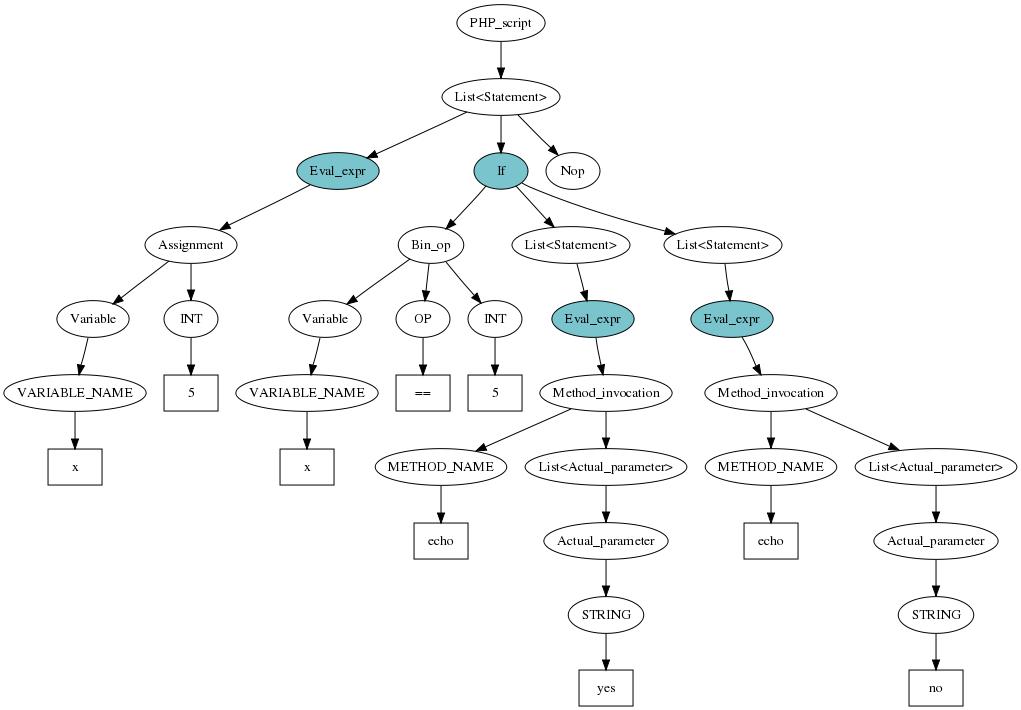 PHP_script
List<Statement>
Eval_expr If Nop
Assignment Bin_op List<Statement> List<Statement>
Variable INT Variable OP INT Eval_expr Eval_expr
VARIABLE_NAME 5 VARIABLE_NAME == 5 Method_invocation Method_invocation
x x METHOD_NAME List<Actual_parameter> METHOD_NAME List<Actual_parameter>
echo Actual_parameter echo Actual_parameter
STRING STRING
yes no